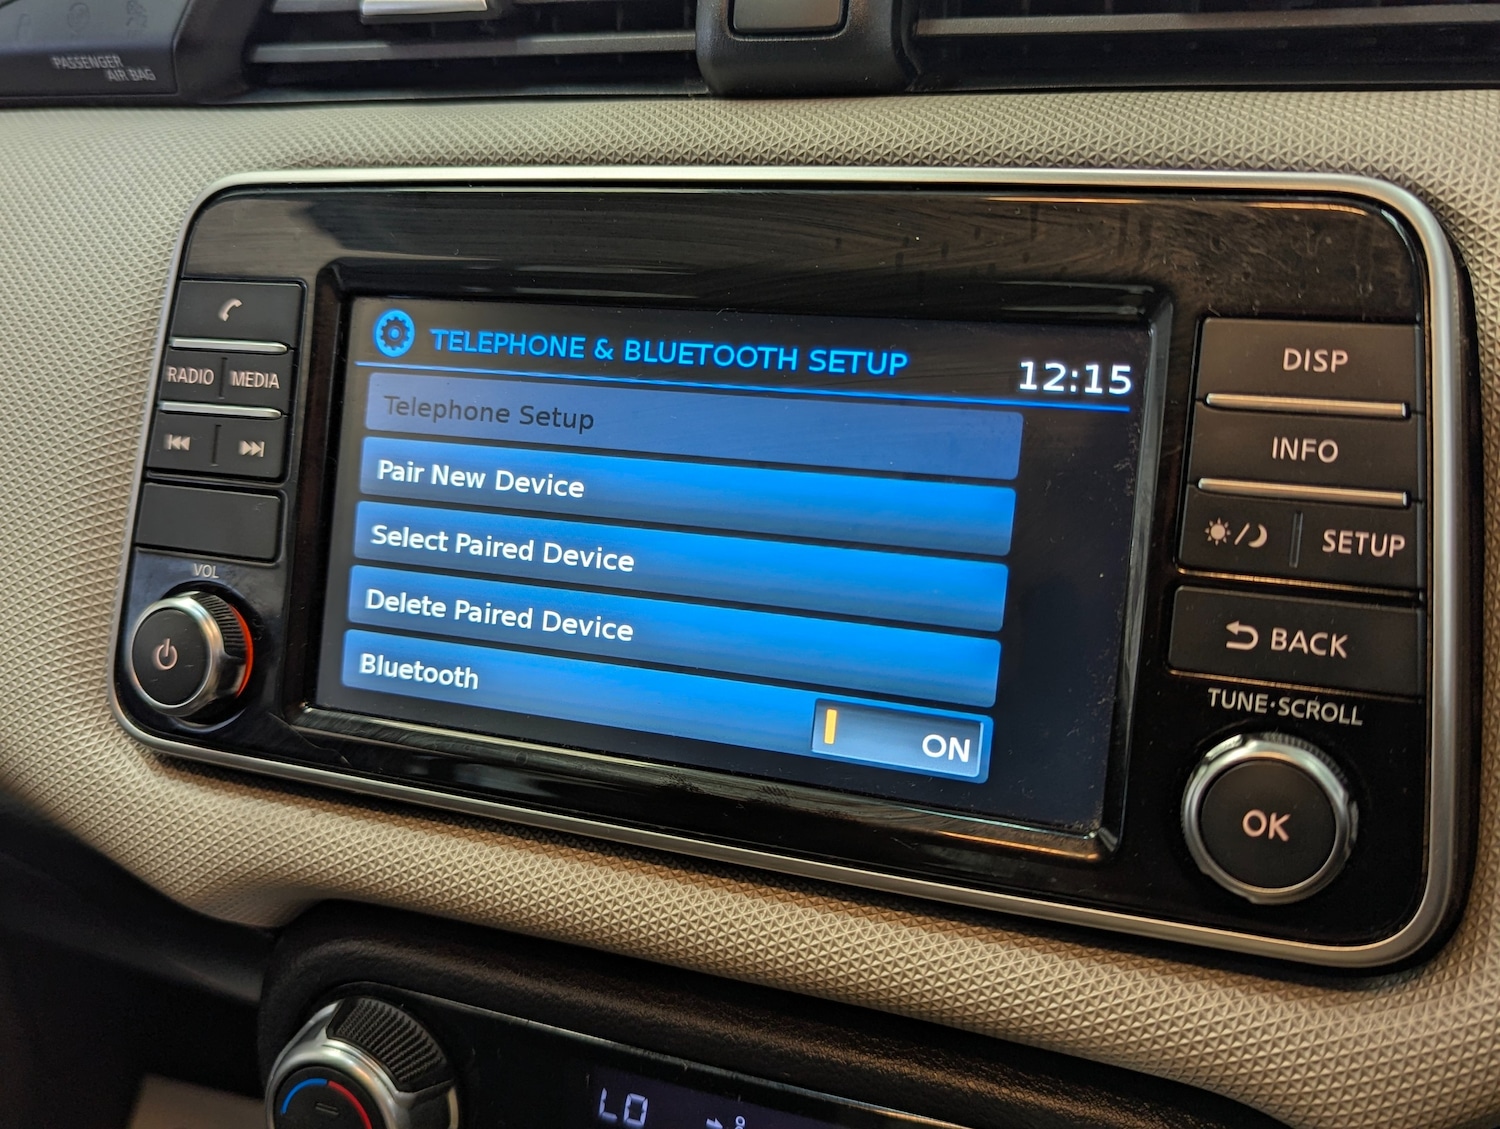 PASSENGER
AIR BAG
TELEPHONE & BLUETOOTH SETUP
12:15
Telephone Setup
Pair New Device
Select Paired Device
Delete Paired Device
Bluetooth
ON
RADIO
MEDIA
VOL
DISP
INFO
SETUP
BACK
TUNE·SCROLL
OK
LO